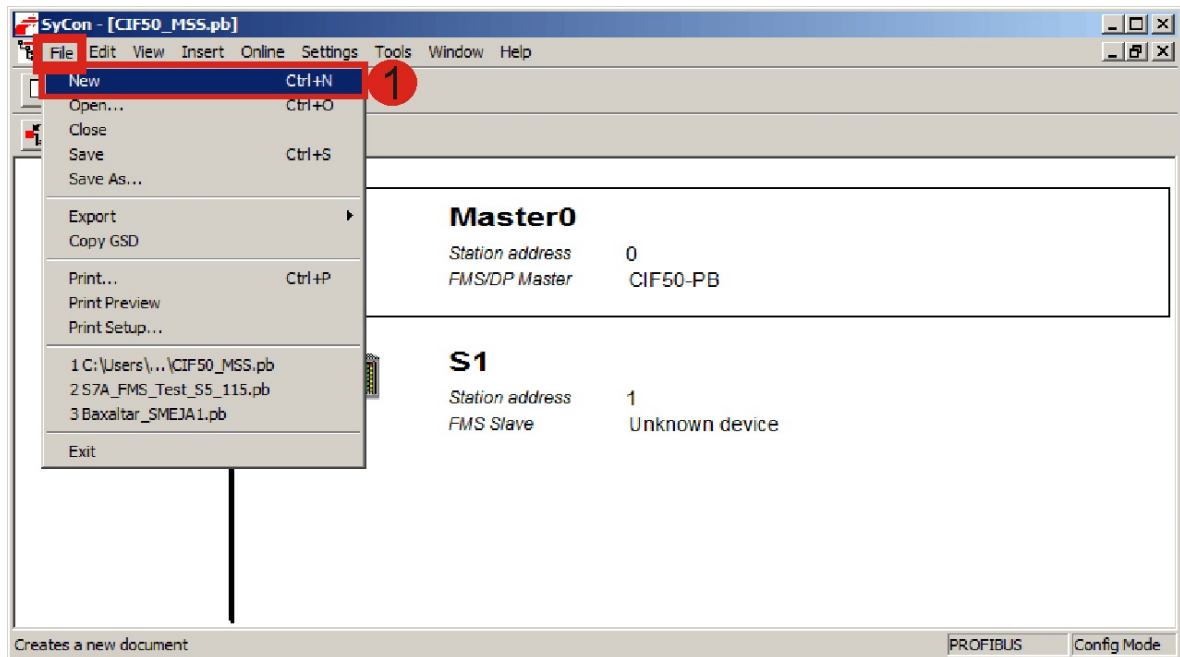 SyCon - [CIF50_MSS.pb]
File Edit View Insert Online Settings Tools Window Help
New Ctrl+N
1
Open... Ctrl+O
Close
Save Ctrl+S
Save As...
Export
Copy GSD
Print... Ctrl+P
Print Preview
Print Setup...
1 C:\Users\...\CIF50_MSS.pb
2 S7A_FMS_Test_S5_115.pb
3 Baxaltar_SMEJA1.pb
Exit
Master0
Station address 0
FMS/DP Master CIF50-PB
S1
Station address 1
FMS Slave Unknown device
Creates a new document PROFIBUS Config Mode